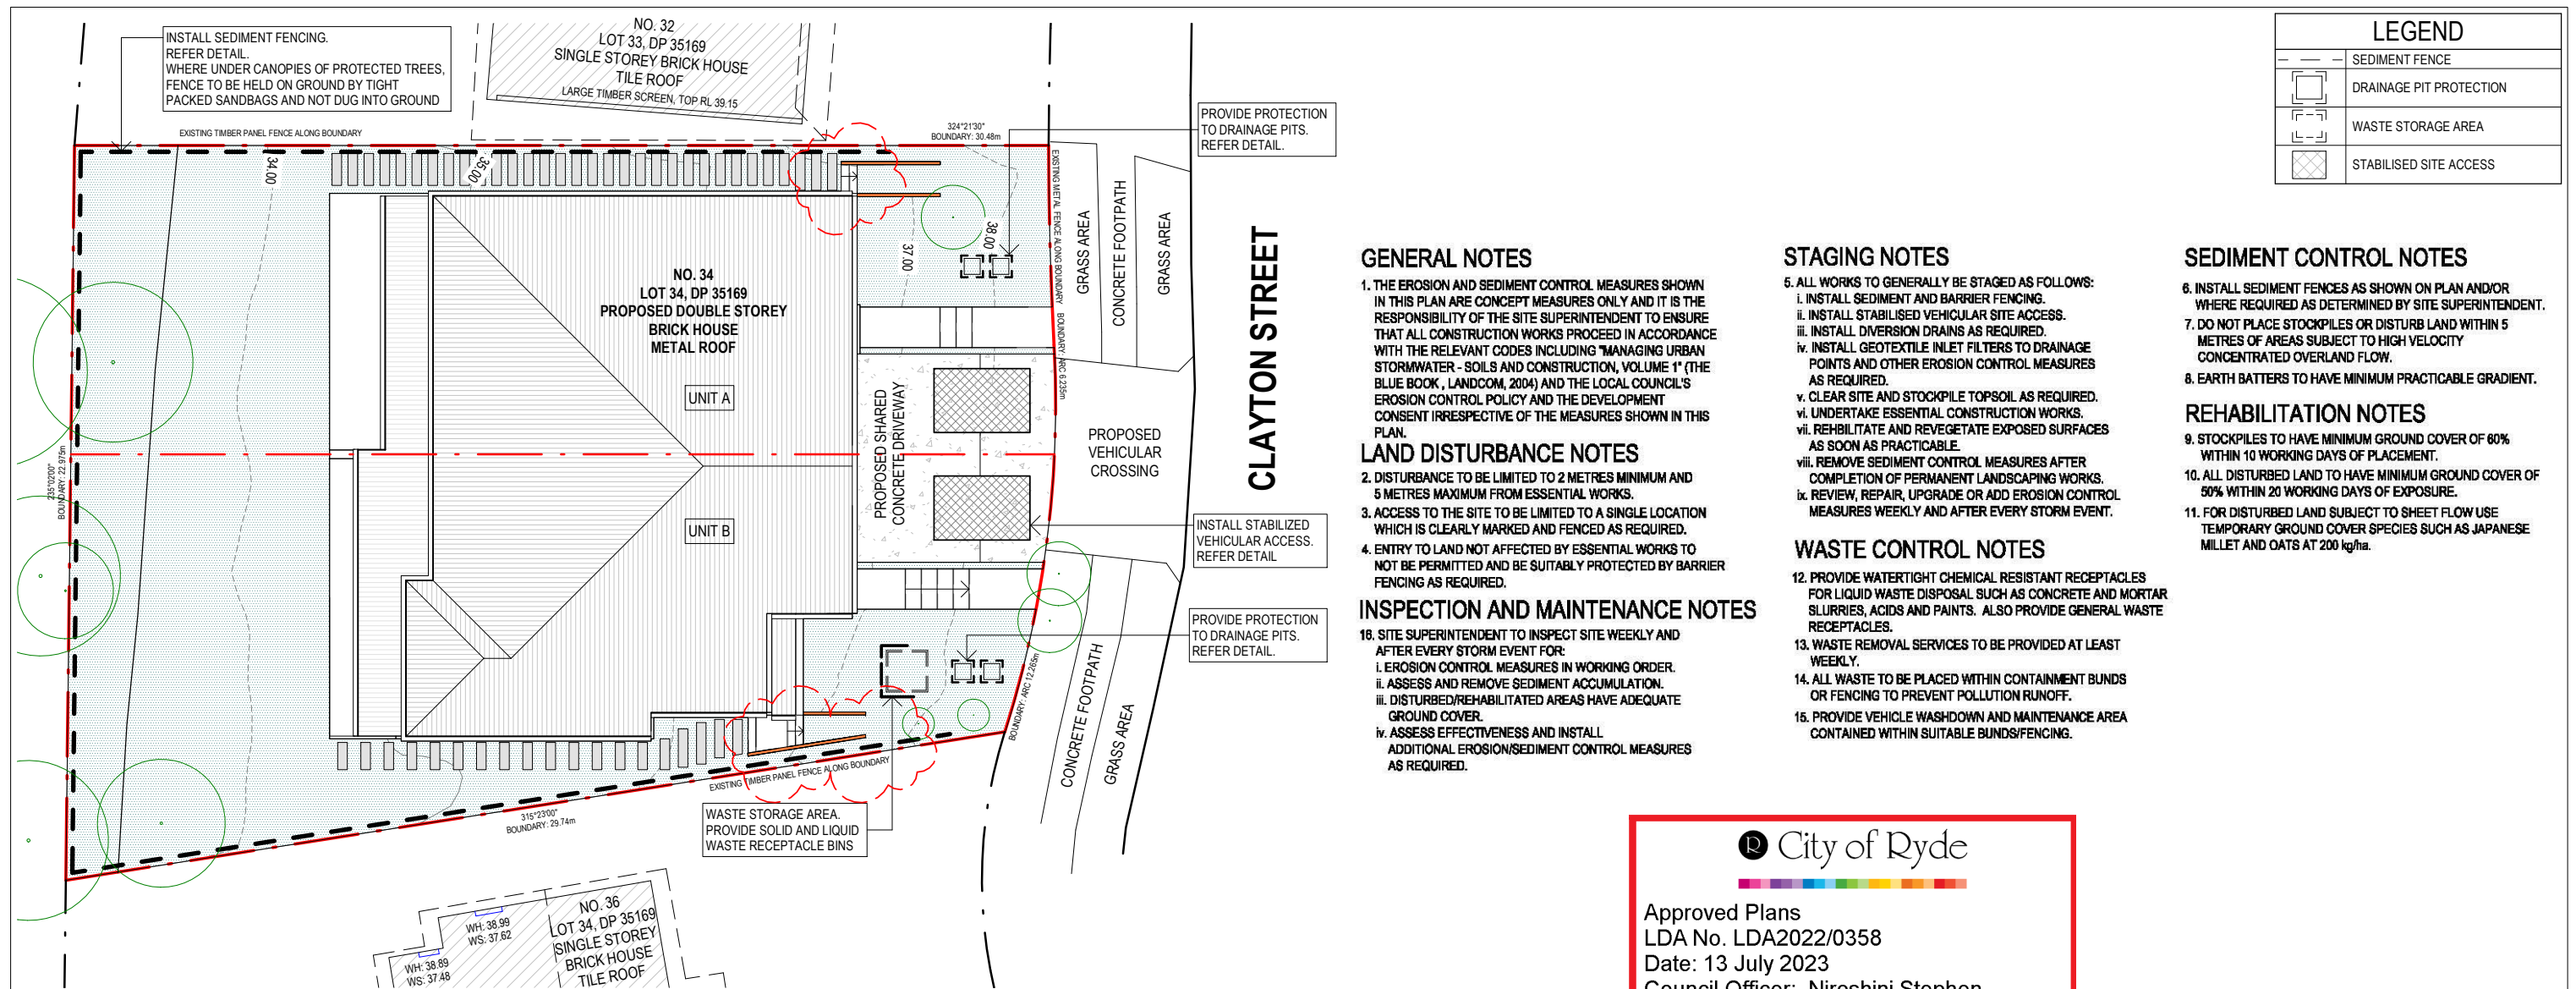 INSTALL SEDIMENT FENCING.
REFER DETAIL.
WHERE UNDER CANOPIES OF PROTECTED TREES,
FENCE TO BE HELD ON GROUND BY TIGHT
PACKED SANDBAGS AND NOT DUG INTO GROUND
NO. 32
LOT 33, DP 35169
SINGLE STOREY BRICK HOUSE
TILE ROOF
LARGE TIMBER SCREEN, TOP RL 39.15
EXISTING TIMBER PANEL FENCE ALONG BOUNDARY
324°21'30"
BOUNDARY: 30.48m
PROVIDE PROTECTION
TO DRAINAGE PITS.
REFER DETAIL.
34.00
35.00
37.00
38.00
EXISTING METAL FENCE ALONG BOUNDARY
BOUNDARY: ARC 6.235m
GRASS AREA
CONCRETE FOOTPATH
GRASS AREA
CLAYTON STREET
NO. 34
LOT 34, DP 35169
PROPOSED DOUBLE STOREY
BRICK HOUSE
METAL ROOF
UNIT A
UNIT B
PROPOSED SHARED
CONCRETE DRIVEWAY
PROPOSED
VEHICULAR
CROSSING
235°02'00"
BOUNDARY: 22.975m
INSTALL STABILIZED
VEHICULAR ACCESS.
REFER DETAIL
PROVIDE PROTECTION
TO DRAINAGE PITS.
REFER DETAIL.
BOUNDARY: ARC 12.265m
CONCRETE FOOTPATH
GRASS AREA
EXISTING TIMBER PANEL FENCE ALONG BOUNDARY
315°23'00"
BOUNDARY: 29.74m
WASTE STORAGE AREA.
PROVIDE SOLID AND LIQUID
WASTE RECEPTACLE BINS
NO. 36
LOT 34, DP 35169
SINGLE STOREY
BRICK HOUSE
TILE ROOF
WH: 38.99
WS: 37.62
WH: 38.89
WS: 37.48
LEGEND
SEDIMENT FENCE
DRAINAGE PIT PROTECTION
WASTE STORAGE AREA
STABILISED SITE ACCESS
GENERAL NOTES
1. THE EROSION AND SEDIMENT CONTROL MEASURES SHOWN
IN THIS PLAN ARE CONCEPT MEASURES ONLY AND IT IS THE
RESPONSIBILITY OF THE SITE SUPERINTENDENT TO ENSURE
THAT ALL CONSTRUCTION WORKS PROCEED IN ACCORDANCE
WITH THE RELEVANT CODES INCLUDING "MANAGING URBAN
STORMWATER - SOILS AND CONSTRUCTION, VOLUME 1" (THE
BLUE BOOK , LANDCOM, 2004) AND THE LOCAL COUNCIL'S
EROSION CONTROL POLICY AND THE DEVELOPMENT
CONSENT IRRESPECTIVE OF THE MEASURES SHOWN IN THIS
PLAN.
LAND DISTURBANCE NOTES
2. DISTURBANCE TO BE LIMITED TO 2 METRES MINIMUM AND
5 METRES MAXIMUM FROM ESSENTIAL WORKS.
3. ACCESS TO THE SITE TO BE LIMITED TO A SINGLE LOCATION
WHICH IS CLEARLY MARKED AND FENCED AS REQUIRED.
4. ENTRY TO LAND NOT AFFECTED BY ESSENTIAL WORKS TO
NOT BE PERMITTED AND BE SUITABLY PROTECTED BY BARRIER
FENCING AS REQUIRED.
INSPECTION AND MAINTENANCE NOTES
16. SITE SUPERINTENDENT TO INSPECT SITE WEEKLY AND
AFTER EVERY STORM EVENT FOR:
i. EROSION CONTROL MEASURES IN WORKING ORDER.
ii. ASSESS AND REMOVE SEDIMENT ACCUMULATION.
iii. DISTURBED/REHABILITATED AREAS HAVE ADEQUATE
GROUND COVER.
iv. ASSESS EFFECTIVENESS AND INSTALL
ADDITIONAL EROSION/SEDIMENT CONTROL MEASURES
AS REQUIRED.
STAGING NOTES
5. ALL WORKS TO GENERALLY BE STAGED AS FOLLOWS:
i. INSTALL SEDIMENT AND BARRIER FENCING.
ii. INSTALL STABILISED VEHICULAR SITE ACCESS.
iii. INSTALL DIVERSION DRAINS AS REQUIRED.
iv. INSTALL GEOTEXTILE INLET FILTERS TO DRAINAGE
POINTS AND OTHER EROSION CONTROL MEASURES
AS REQUIRED.
v. CLEAR SITE AND STOCKPILE TOPSOIL AS REQUIRED.
vi. UNDERTAKE ESSENTIAL CONSTRUCTION WORKS.
vii. REHBILITATE AND REVEGETATE EXPOSED SURFACES
AS SOON AS PRACTICABLE.
viii. REMOVE SEDIMENT CONTROL MEASURES AFTER
COMPLETION OF PERMANENT LANDSCAPING WORKS.
ix. REVIEW, REPAIR, UPGRADE OR ADD EROSION CONTROL
MEASURES WEEKLY AND AFTER EVERY STORM EVENT.
WASTE CONTROL NOTES
12. PROVIDE WATERTIGHT CHEMICAL RESISTANT RECEPTACLES
FOR LIQUID WASTE DISPOSAL SUCH AS CONCRETE AND MORTAR
SLURRIES, ACIDS AND PAINTS. ALSO PROVIDE GENERAL WASTE
RECEPTACLES.
13. WASTE REMOVAL SERVICES TO BE PROVIDED AT LEAST
WEEKLY.
14. ALL WASTE TO BE PLACED WITHIN CONTAINMENT BUNDS
OR FENCING TO PREVENT POLLUTION RUNOFF.
15. PROVIDE VEHICLE WASHDOWN AND MAINTENANCE AREA
CONTAINED WITHIN SUITABLE BUNDS/FENCING.
SEDIMENT CONTROL NOTES
6. INSTALL SEDIMENT FENCES AS SHOWN ON PLAN AND/OR
WHERE REQUIRED AS DETERMINED BY SITE SUPERINTENDENT.
7. DO NOT PLACE STOCKPILES OR DISTURB LAND WITHIN 5
METRES OF AREAS SUBJECT TO HIGH VELOCITY
CONCENTRATED OVERLAND FLOW.
8. EARTH BATTERS TO HAVE MINIMUM PRACTICABLE GRADIENT.
REHABILITATION NOTES
9. STOCKPILES TO HAVE MINIMUM GROUND COVER OF 60%
WITHIN 10 WORKING DAYS OF PLACEMENT.
10. ALL DISTURBED LAND TO HAVE MINIMUM GROUND COVER OF
50% WITHIN 20 WORKING DAYS OF EXPOSURE.
11. FOR DISTURBED LAND SUBJECT TO SHEET FLOW USE
TEMPORARY GROUND COVER SPECIES SUCH AS JAPANESE
MILLET AND OATS AT 200 kg/ha.
R City of Ryde
Approved Plans
LDA No. LDA2022/0358
Date: 13 July 2023
Council Officer: Niroshini Stephen